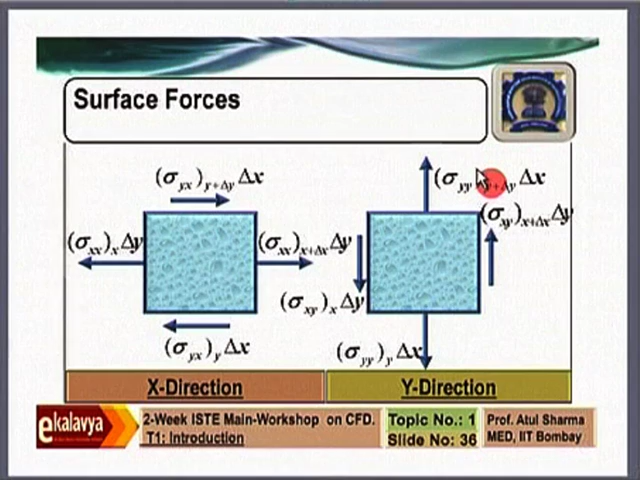 Surface Forces
(σyx)y+Δy Δx
(σxx)x Δy
(σxx)x+Δx Δy
(σyx)y Δx
(σyy)y+Δy Δx
(σxy)x+Δx Δy
(σxy)x Δy
(σyy)y Δx
X-Direction
Y-Direction
ekalavya
2-Week ISTE Main-Workshop on CFD.
T1: Introduction
Topic No.: 1
Slide No: 36
Prof. Atul Sharma
MED, IIT Bombay